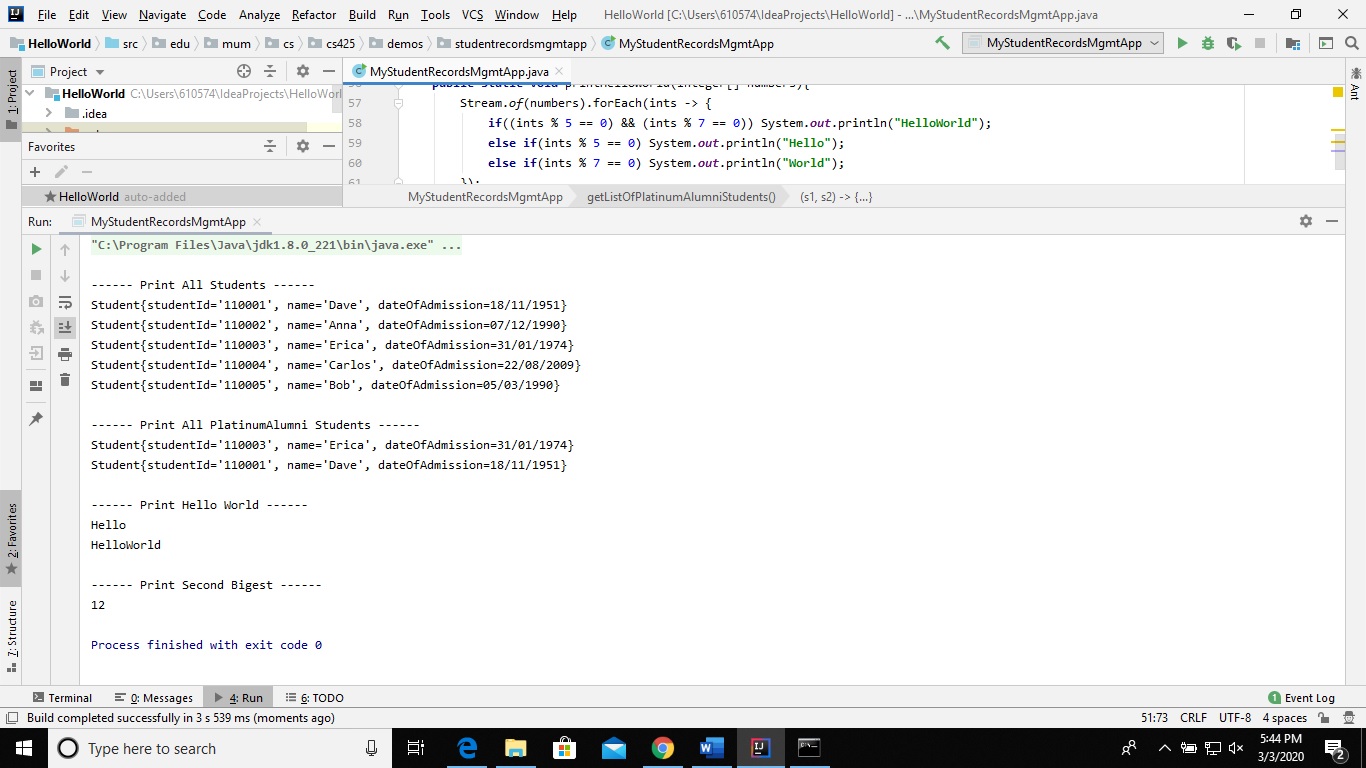 File Edit View Navigate Code Analyze Refactor Build Run Tools VCS Window Help HelloWorld [C:\Users\610574\IdeaProjects\HelloWorld] - ...\MyStudentRecordsMgmtApp.java
HelloWorld src edu mum cs cs425 demos studentrecordsmgmtapp MyStudentRecordsMgmtApp MyStudentRecordsMgmtApp
1: Project
Project
MyStudentRecordsMgmtApp.java
HelloWorld C:\Users\610574\IdeaProjects\HelloWorl
.idea
Favorites
HelloWorld auto-added
public static void printHelloWorld(Integer[] numbers){
57 Stream.of(numbers).forEach(ints -> {
58 if((ints % 5 == 0) && (ints % 7 == 0)) System.out.println("HelloWorld");
59 else if(ints % 5 == 0) System.out.println("Hello");
60 else if(ints % 7 == 0) System.out.println("World");
61 });
MyStudentRecordsMgmtApp getListOfPlatinumAlumniStudents() (s1, s2) -> {...}
Ant
Run: MyStudentRecordsMgmtApp
"C:\Program Files\Java\jdk1.8.0_221\bin\java.exe" ...
------ Print All Students ------
Student{studentId='110001', name='Dave', dateOfAdmission=18/11/1951}
Student{studentId='110002', name='Anna', dateOfAdmission=07/12/1990}
Student{studentId='110003', name='Erica', dateOfAdmission=31/01/1974}
Student{studentId='110004', name='Carlos', dateOfAdmission=22/08/2009}
Student{studentId='110005', name='Bob', dateOfAdmission=05/03/1990}
------ Print All PlatinumAlumni Students ------
Student{studentId='110003', name='Erica', dateOfAdmission=31/01/1974}
Student{studentId='110001', name='Dave', dateOfAdmission=18/11/1951}
------ Print Hello World ------
Hello
HelloWorld
------ Print Second Bigest ------
12
Process finished with exit code 0
2: Favorites
7: Structure
Terminal 0: Messages 4: Run 6: TODO 1 Event Log
Build completed successfully in 3 s 539 ms (moments ago) 51:73 CRLF UTF-8 4 spaces
Type here to search
5:44 PM
3/3/2020
2